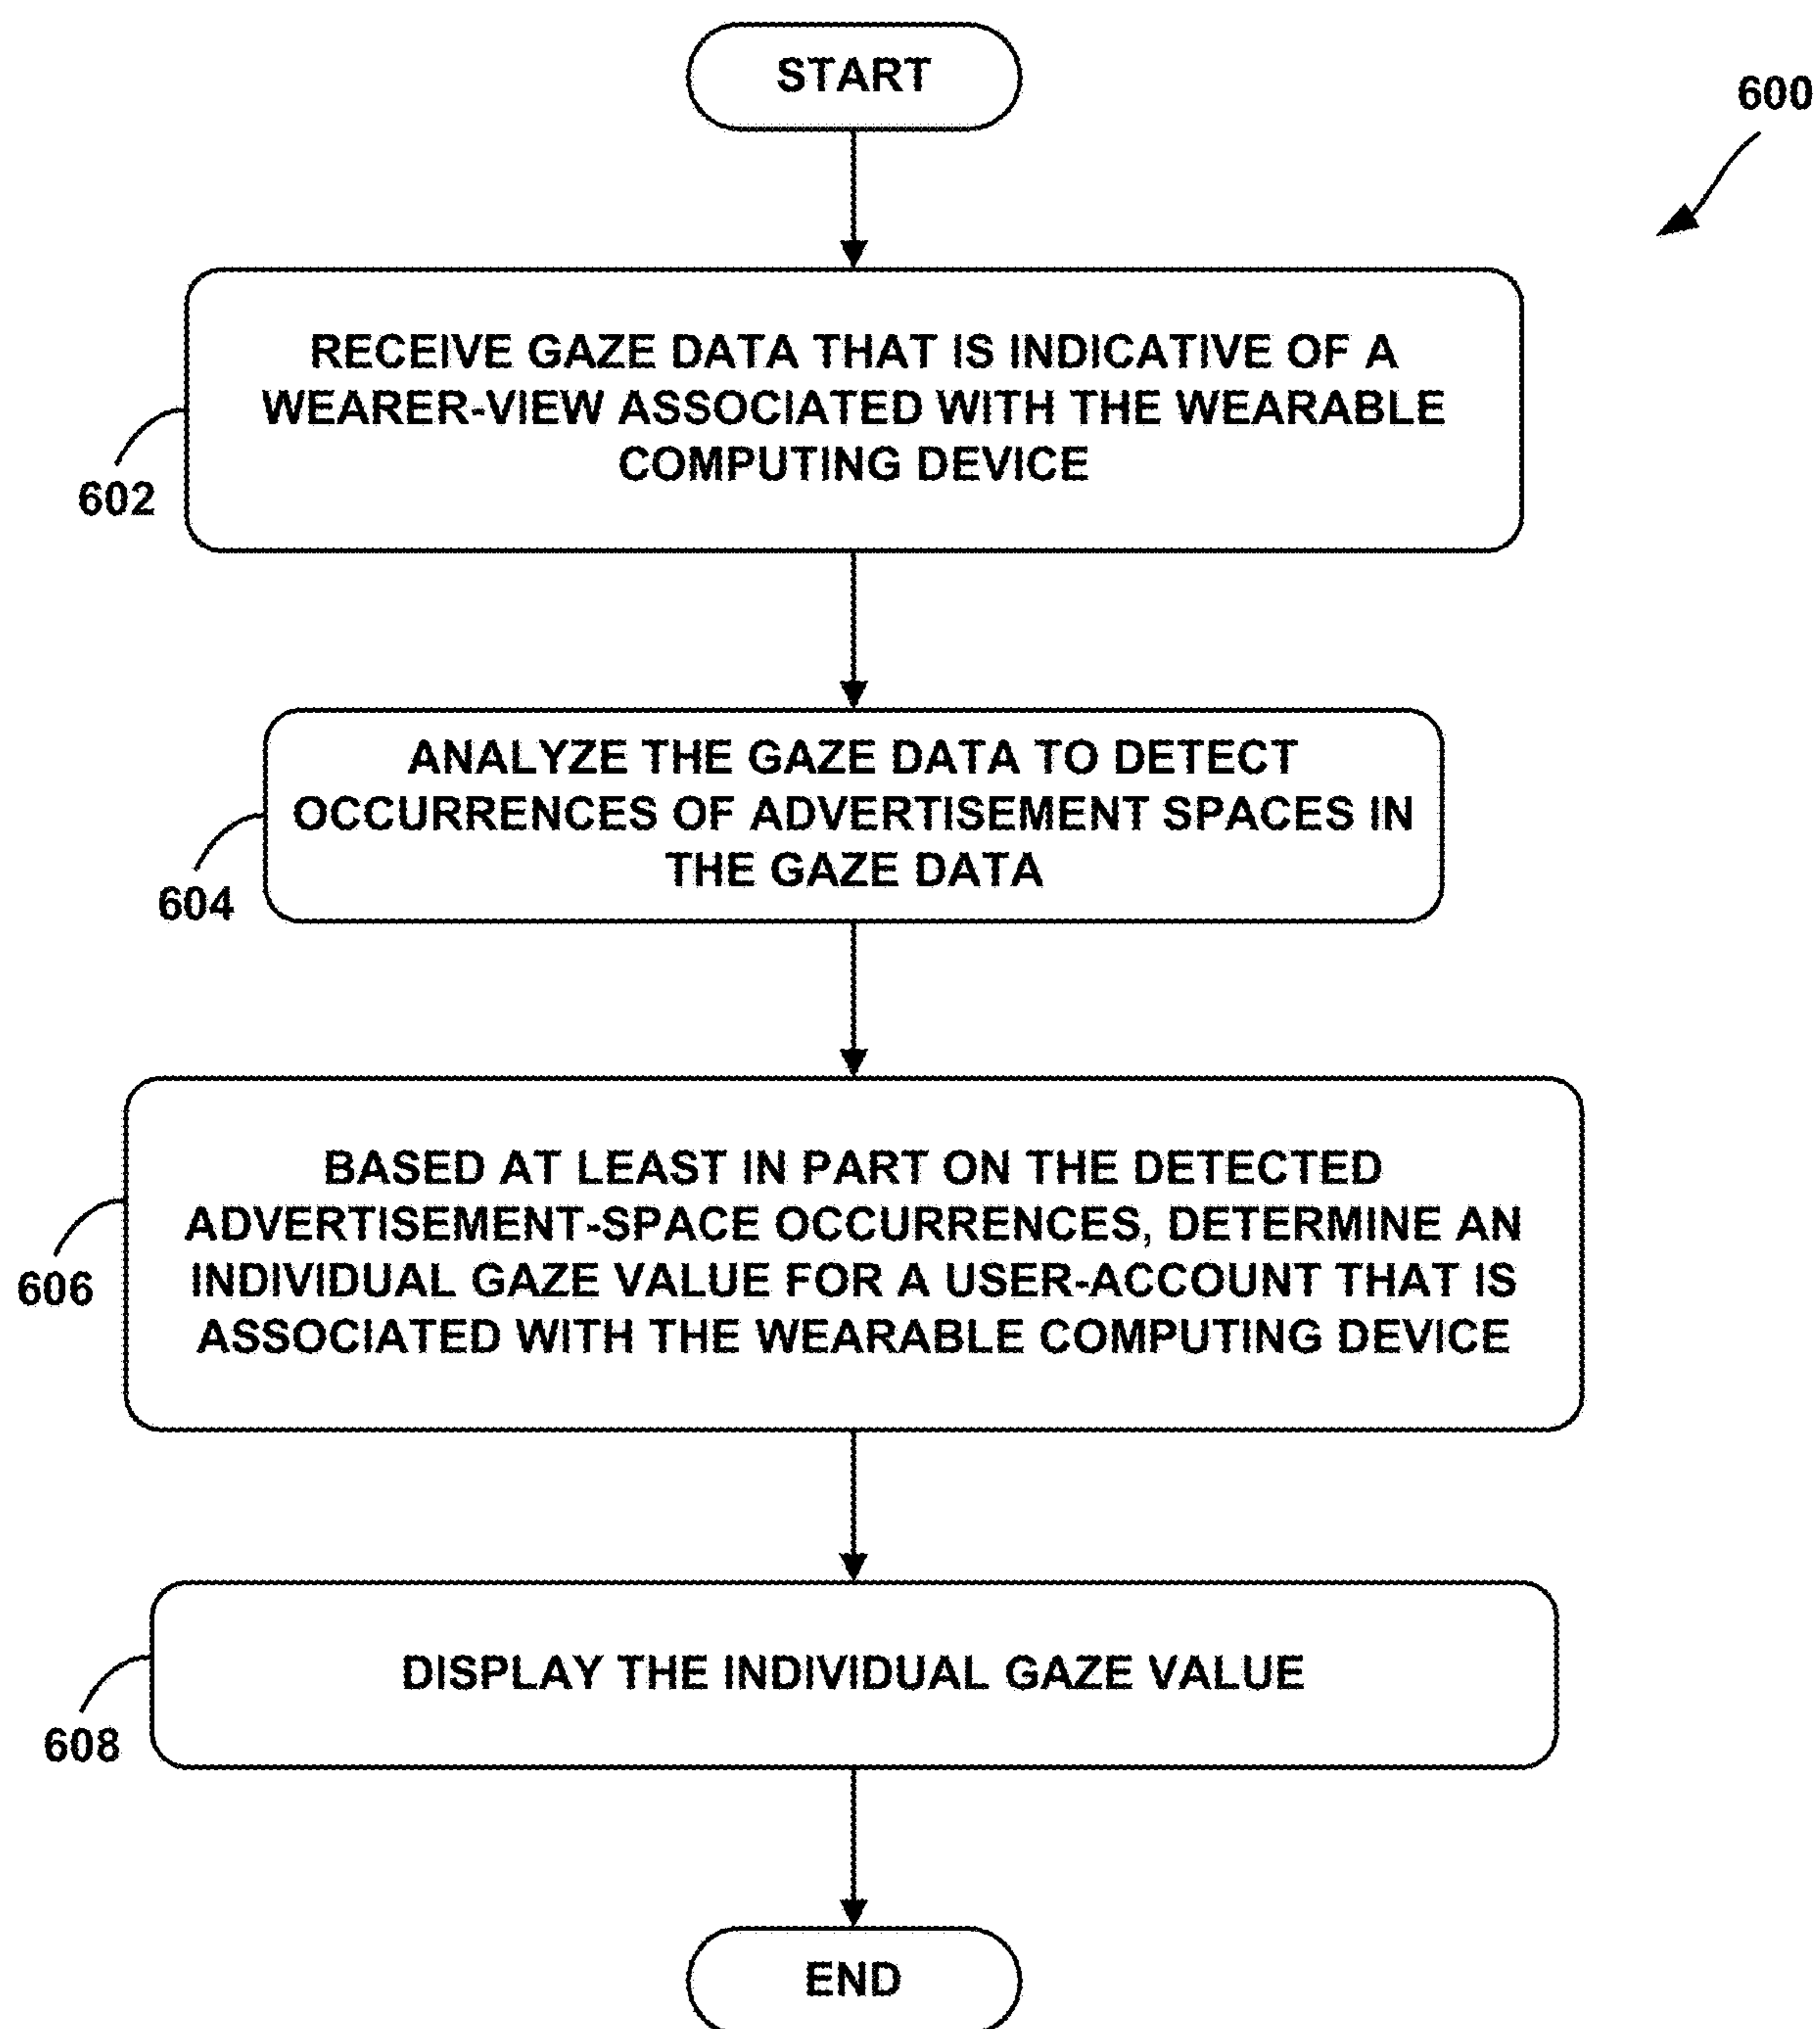 START
600
RECEIVE GAZE DATA THAT IS INDICATIVE OF A
WEARER-VIEW ASSOCIATED WITH THE WEARABLE
COMPUTING DEVICE
602
ANALYZE THE GAZE DATA TO DETECT
OCCURRENCES OF ADVERTISEMENT SPACES IN
THE GAZE DATA
604
BASED AT LEAST IN PART ON THE DETECTED
ADVERTISEMENT-SPACE OCCURRENCES, DETERMINE AN
INDIVIDUAL GAZE VALUE FOR A USER-ACCOUNT THAT IS
ASSOCIATED WITH THE WEARABLE COMPUTING DEVICE
606
DISPLAY THE INDIVIDUAL GAZE VALUE
608
END